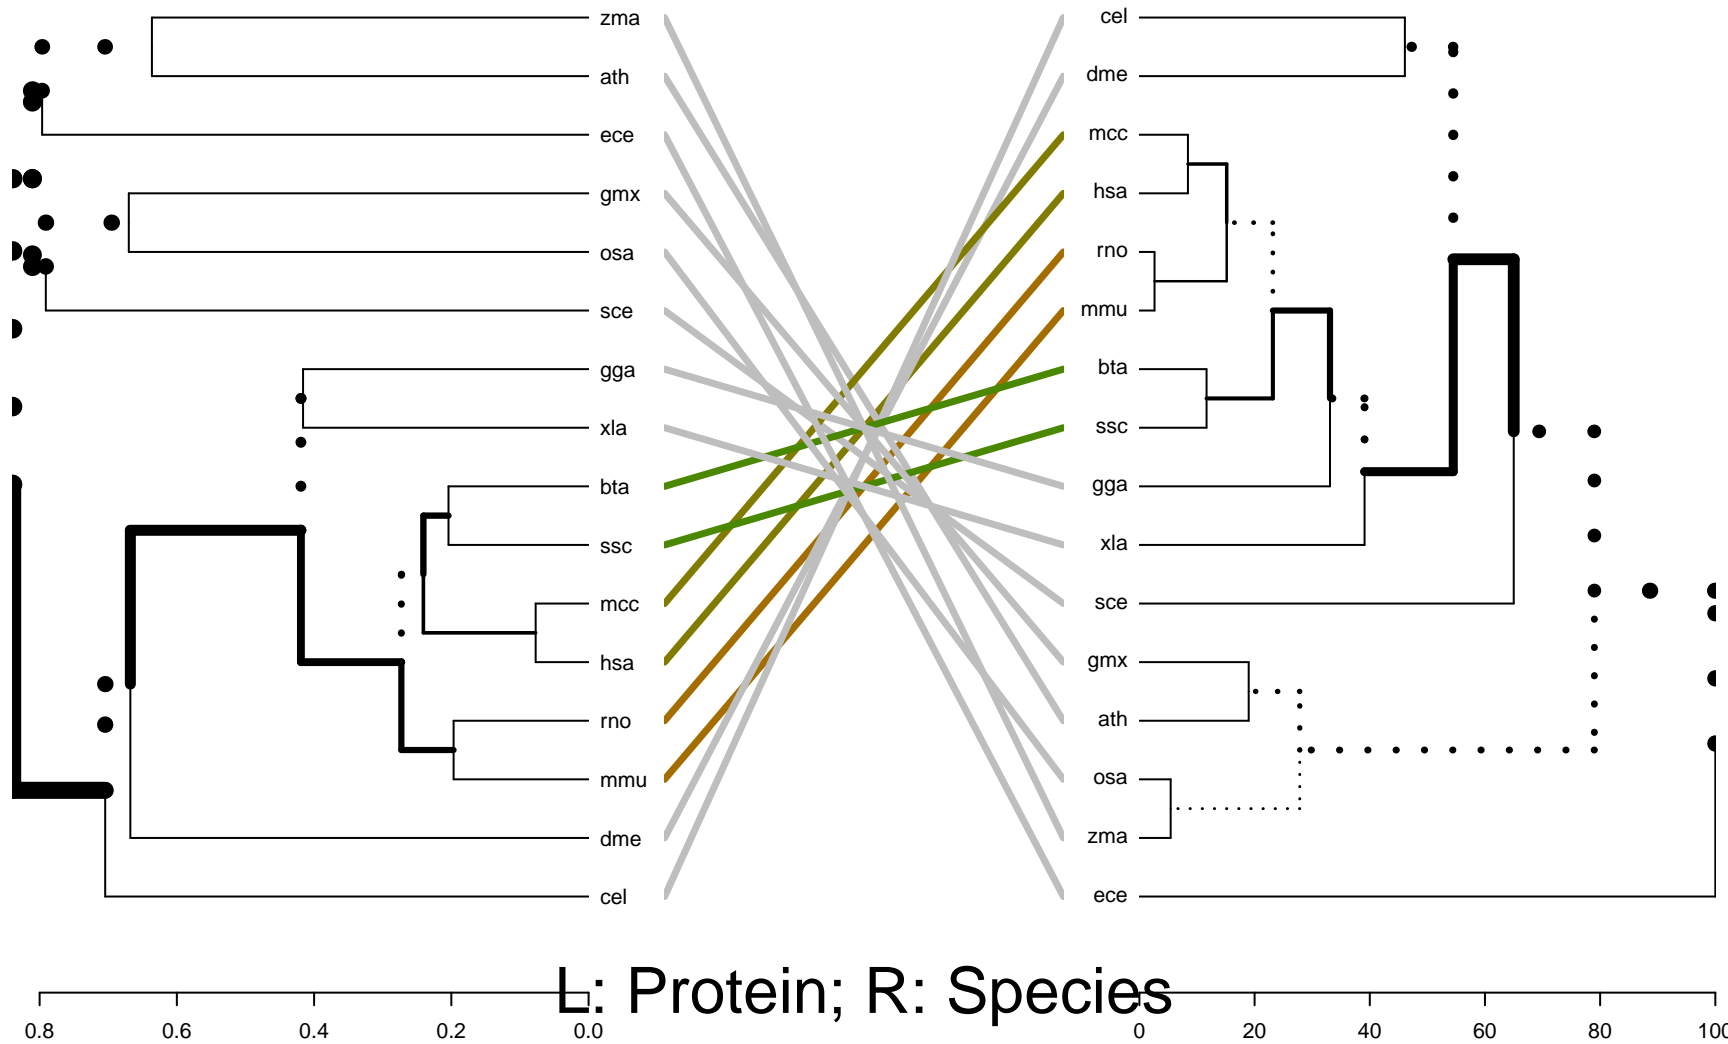 zma
ath
ece
gmx
osa
sce
gga
xla
bta
ssc
mcc
hsa
rno
mmu
dme
cel
cel
dme
mcc
hsa
rno
mmu
bta
ssc
gga
xla
sce
gmx
ath
osa
zma
ece
L: Protein; R: Species
0.8 0.6 0.4 0.2 0.0
0 20 40 60 80 100